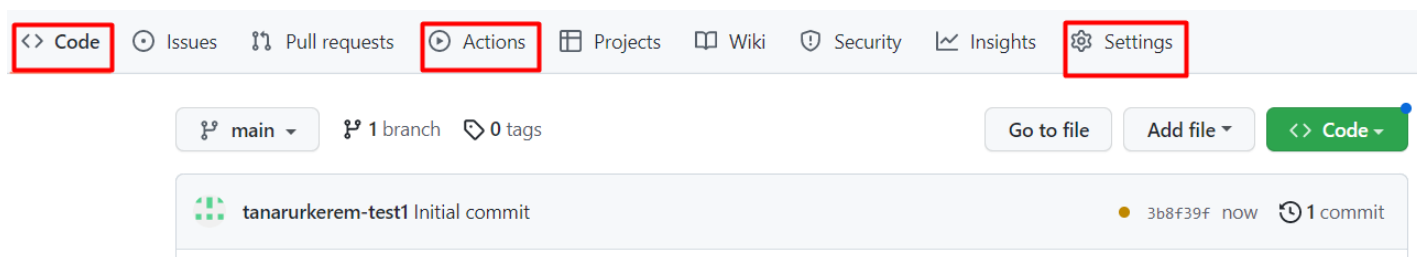 <> Code Issues Pull requests Actions Projects Wiki Security Insights Settings
main 1 branch 0 tags Go to file Add file <> Code
tanarurkerem-test1 Initial commit 3b8f39f now 1 commit